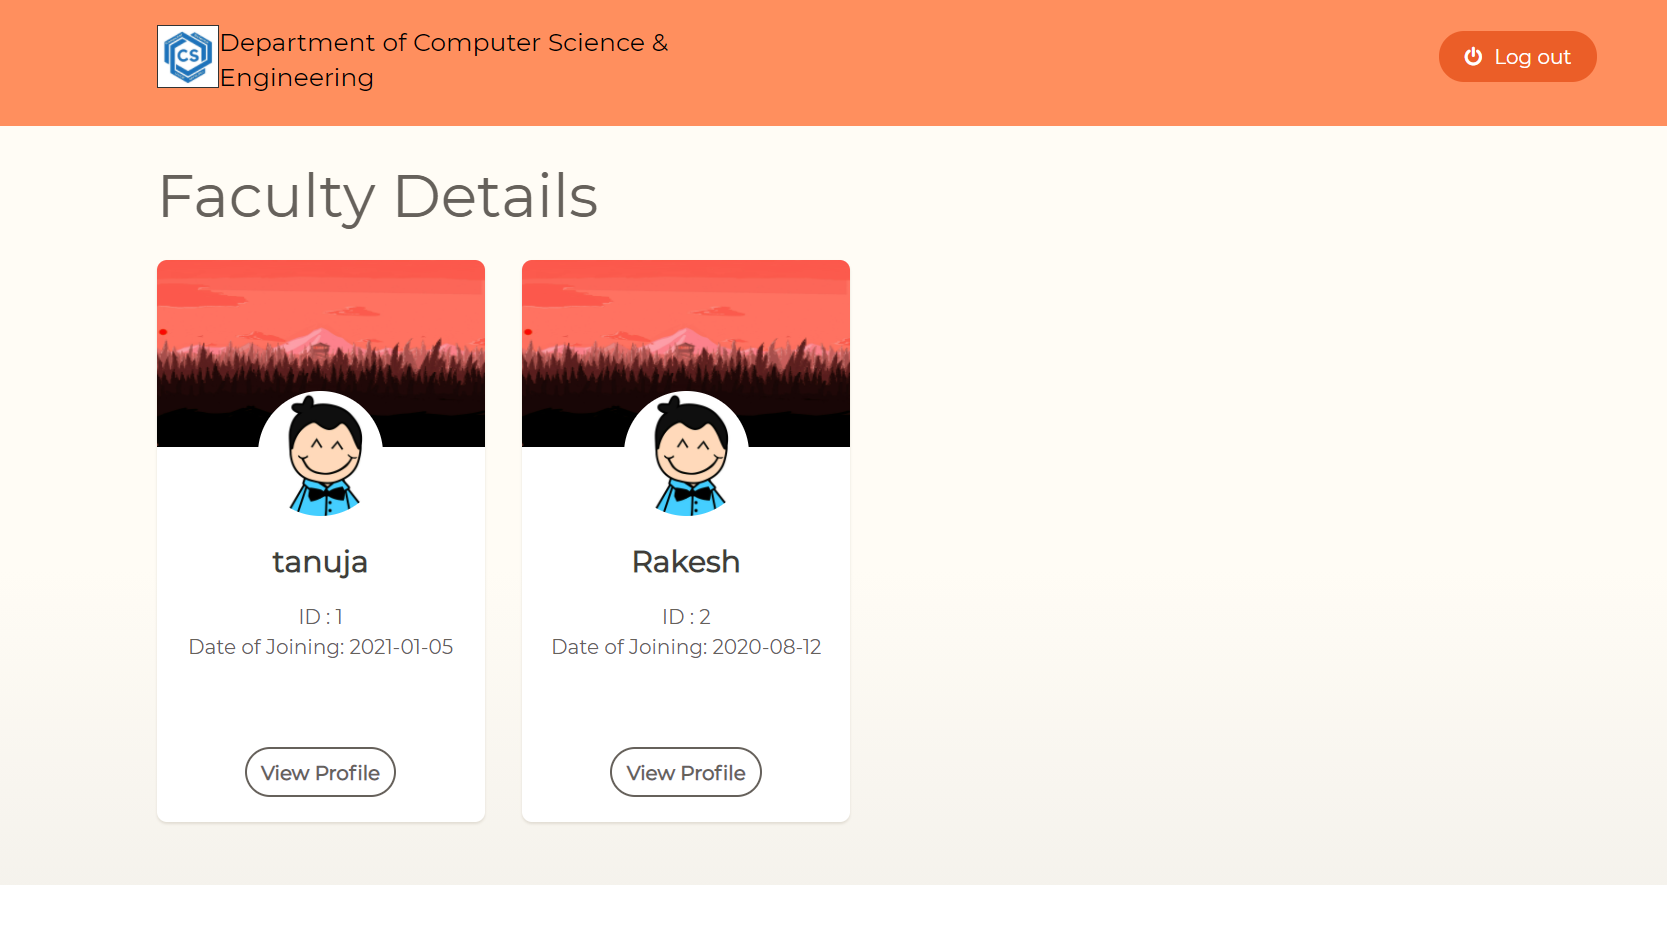 CS
Department of Computer Science &
Engineering
Log out
Faculty Details
tanuja
ID : 1
Date of Joining: 2021-01-05
View Profile
Rakesh
ID : 2
Date of Joining: 2020-08-12
View Profile